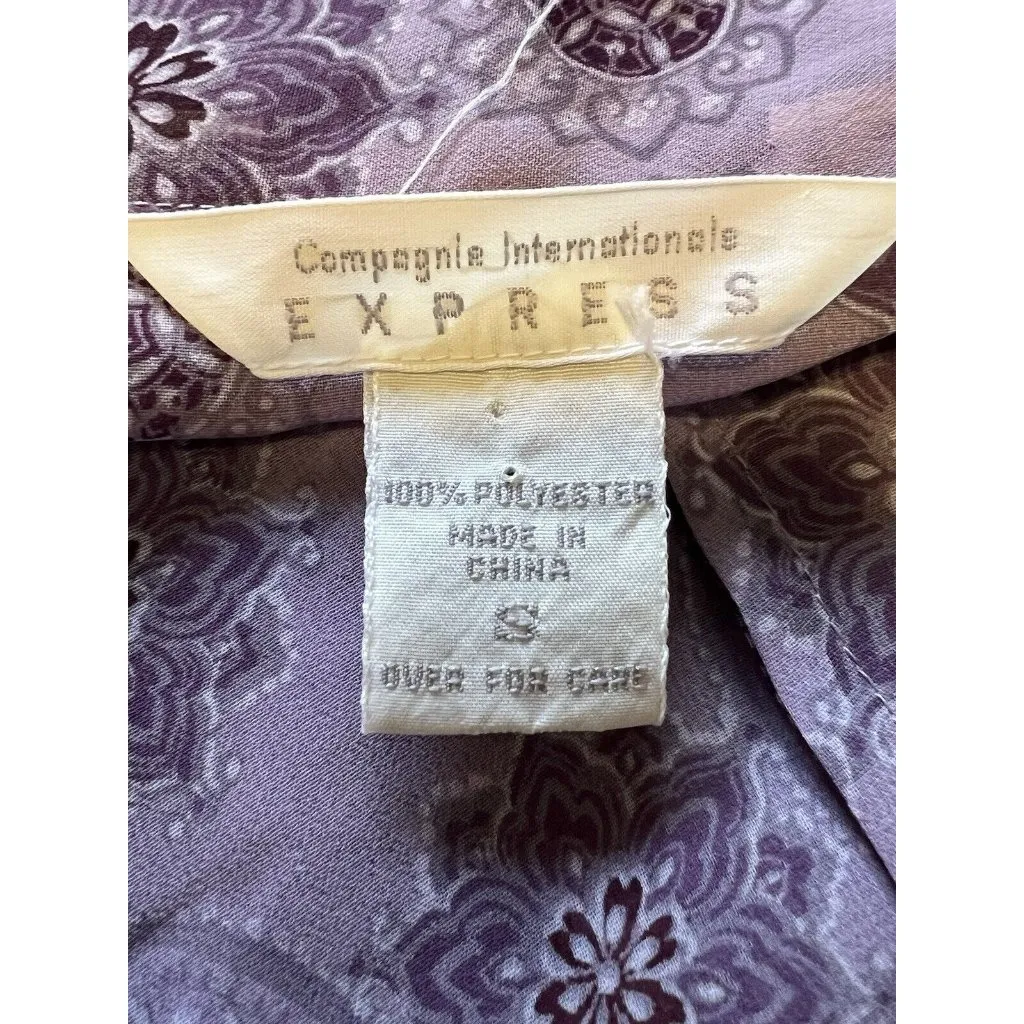 Compagnie Internationale
EXPRESS
100% POLYESTER
MADE IN
CHINA
S
OVER FOR CARE